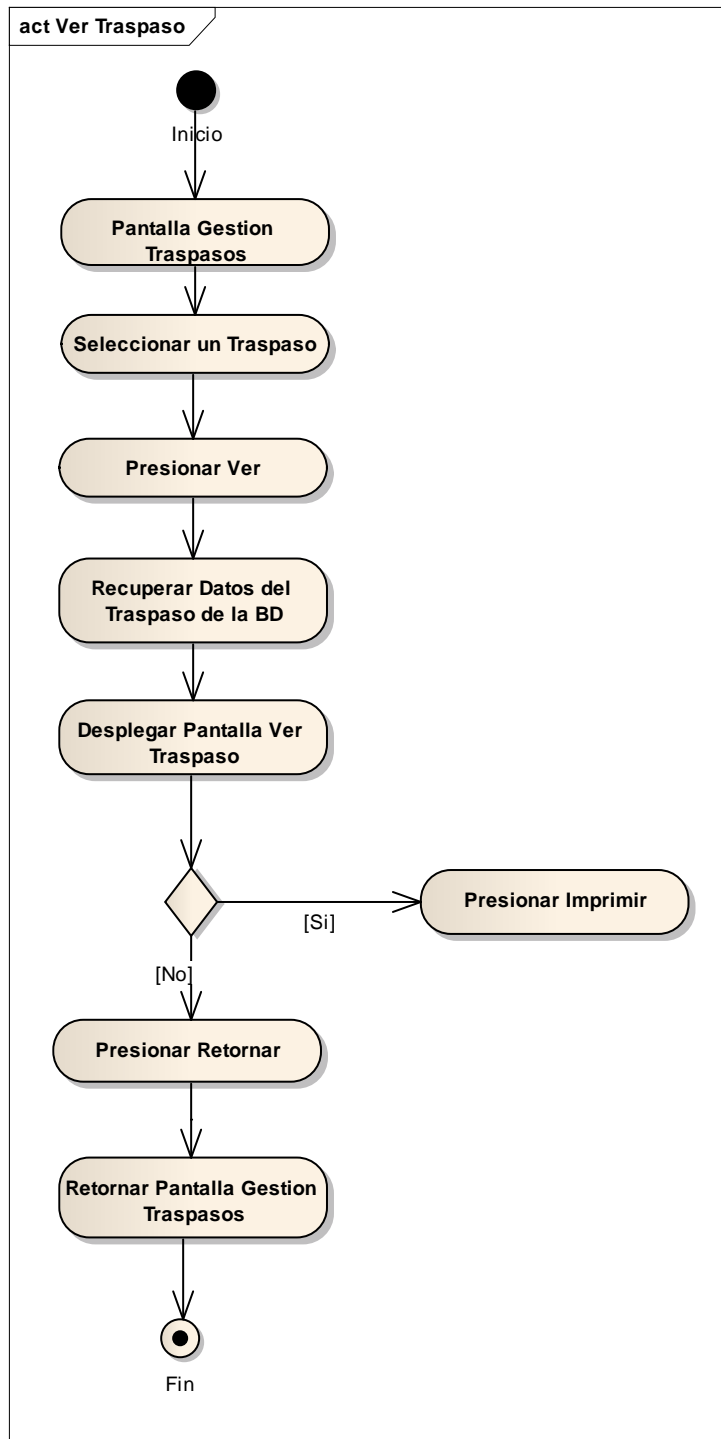 act Ver Traspaso
Inicio
Pantalla Gestion
Traspasos
Seleccionar un Traspaso
Presionar Ver
Recuperar Datos del
Traspaso de la BD
Desplegar Pantalla Ver
Traspaso
Presionar Imprimir
[Si]
[No]
Presionar Retornar
Retornar Pantalla Gestion
Traspasos
Fin